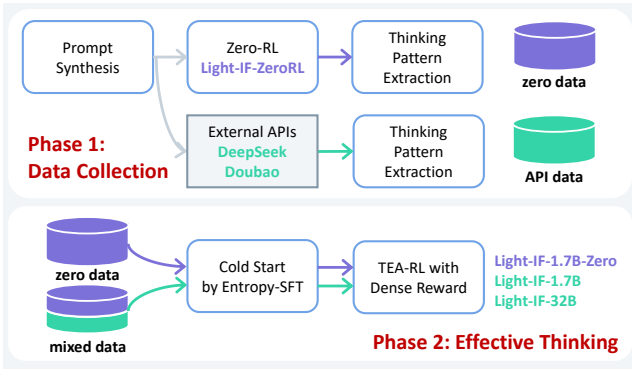 Prompt
Synthesis
Zero-RL
Light-IF-ZeroRL
Thinking
Pattern
Extraction
zero data
Phase 1:
Data Collection
External APIs
DeepSeek
Doubao
Thinking
Pattern
Extraction
API data
zero data
mixed data
Cold Start
by Entropy-SFT
TEA-RL with
Dense Reward
Light-IF-1.7B-Zero
Light-IF-1.7B
Light-IF-32B
Phase 2: Effective Thinking